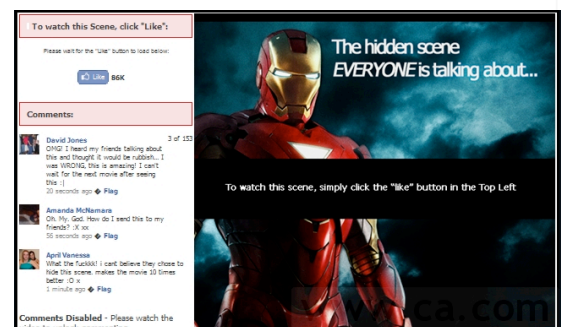 To watch this Scene, click "Like":
Please wait for the "Like" button to load below:
Like 86K
Comments:
David Jones 3 of 153
OMG! I heard my friends talking about
this and thought it would be rubbish... I
was WRONG, this is amazing! I can't
wait for the next movie after seeing
this :|
20 seconds ago � Flag
Amanda McNamara
Oh. My. God. How do I send this to my
friends? :X xx
56 seconds ago � Flag
April Vanessa
What the fuckkk! i cant believe they chose to
hide this scene. makes the movie 10 times
better :O x
1 minute ago � Flag
Comments Disabled - Please watch the
The hidden scene
EVERYONE is talking about...
To watch this scene, simply click the "like" button in the Top Left
ca.com